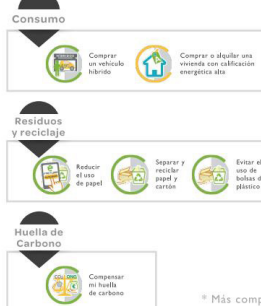 Consumo
Comprar
un vehículo
híbrido
Comprar o alquilar una
vivienda con calificación
energética alta
Residuos
y reciclaje
Reducir
el uso
de papel
Separar y
reciclar
papel y
cartón
Evitar el
uso de
bolsas d
plástico
Huella de
Carbono
Compensar
mi huella
de carbono
* Más comp